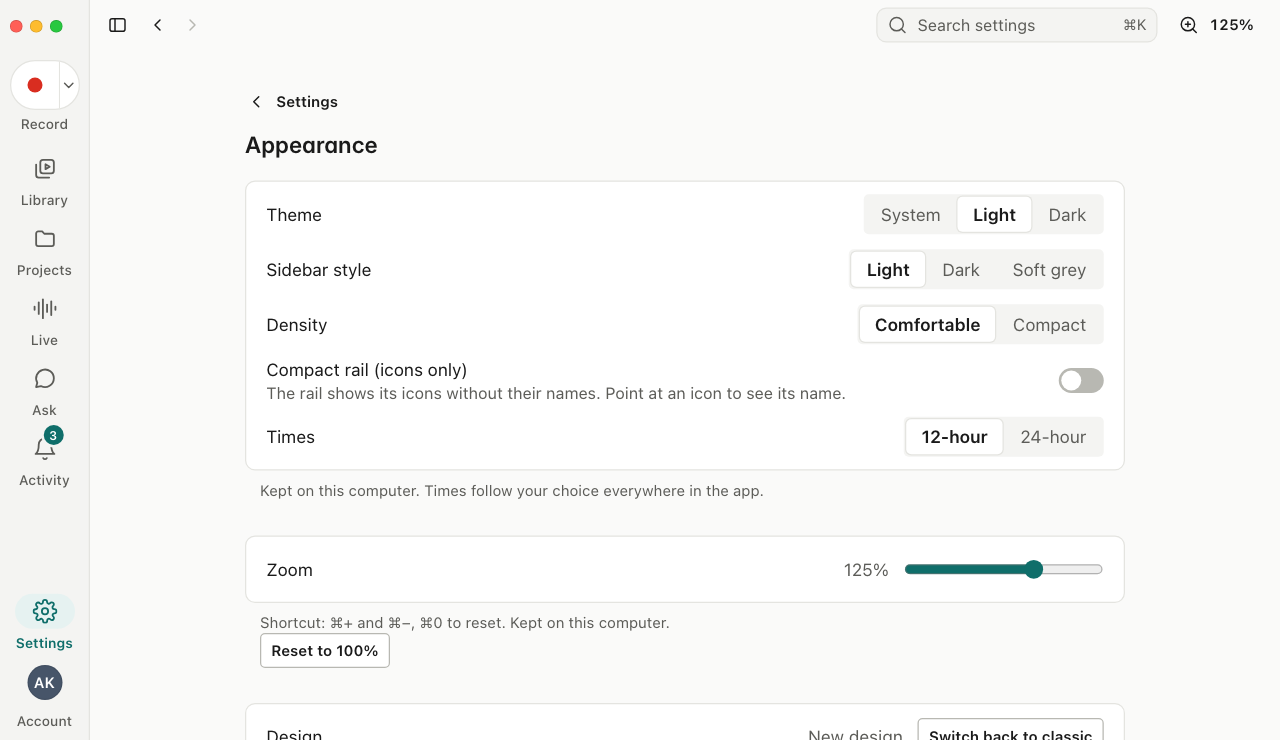 Search settings ⌘K 125%
Record
Library
Projects
Live
Ask
3
Activity
Settings
AK
Account
Settings
Appearance
Theme System Light Dark
Sidebar style Light Dark Soft grey
Density Comfortable Compact
Compact rail (icons only)
The rail shows its icons without their names. Point at an icon to see its name.
Times 12-hour 24-hour
Kept on this computer. Times follow your choice everywhere in the app.
Zoom 125%
Shortcut: ⌘+ and ⌘−, ⌘0 to reset. Kept on this computer.
Reset to 100%
Design New design Switch back to classic